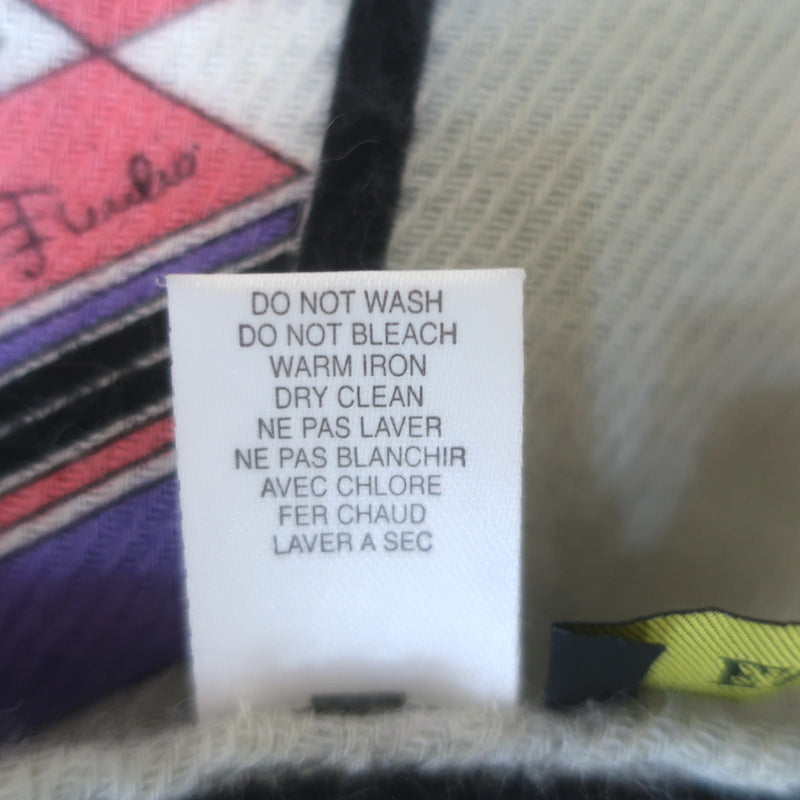 DO NOT WASH
DO NOT BLEACH
WARM IRON
DRY CLEAN
NE PAS LAVER
NE PAS BLANCHIR
AVEC CHLORE
FER CHAUD
LAVER A SEC